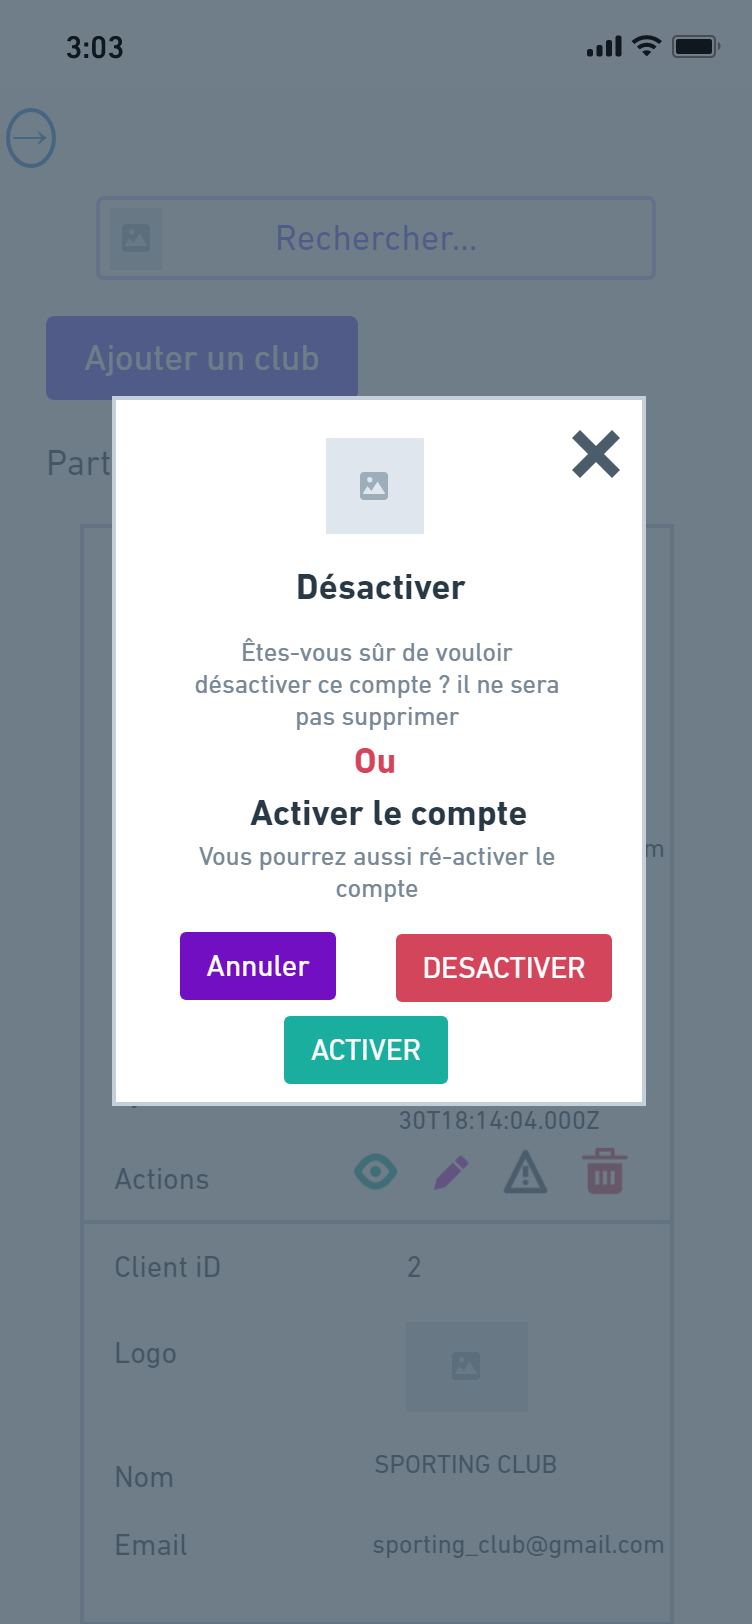 3:03
Rechercher...
Ajouter un club
Part
Désactiver
Êtes-vous sûr de vouloir
désactiver ce compte ? il ne sera
pas supprimer
Ou
Activer le compte
m
Vous pourrez aussi ré-activer le
compte
Annuler
DESACTIVER
ACTIVER
30T18:14:04.000Z
Actions
Client iD
2
Logo
Nom
SPORTING CLUB
Email
sporting_club@gmail.com